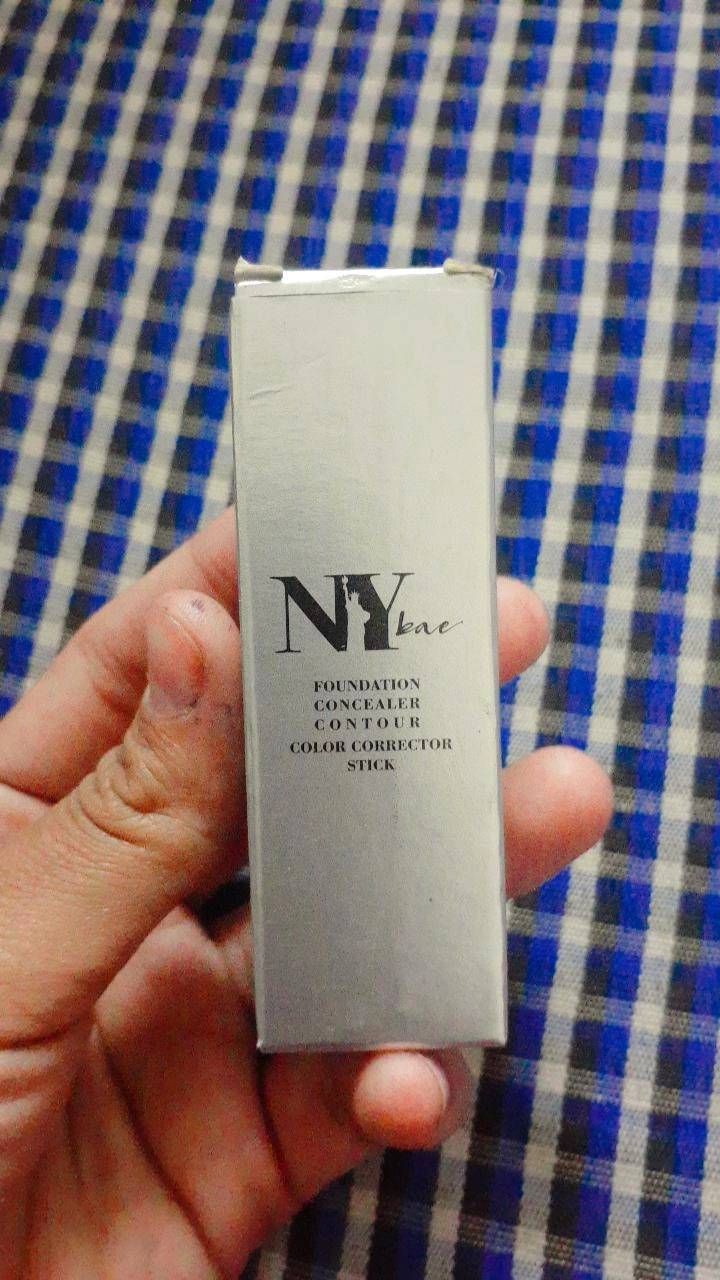 NY bae
FOUNDATION
CONCEALER
CONTOUR
COLOR CORRECTOR
STICK